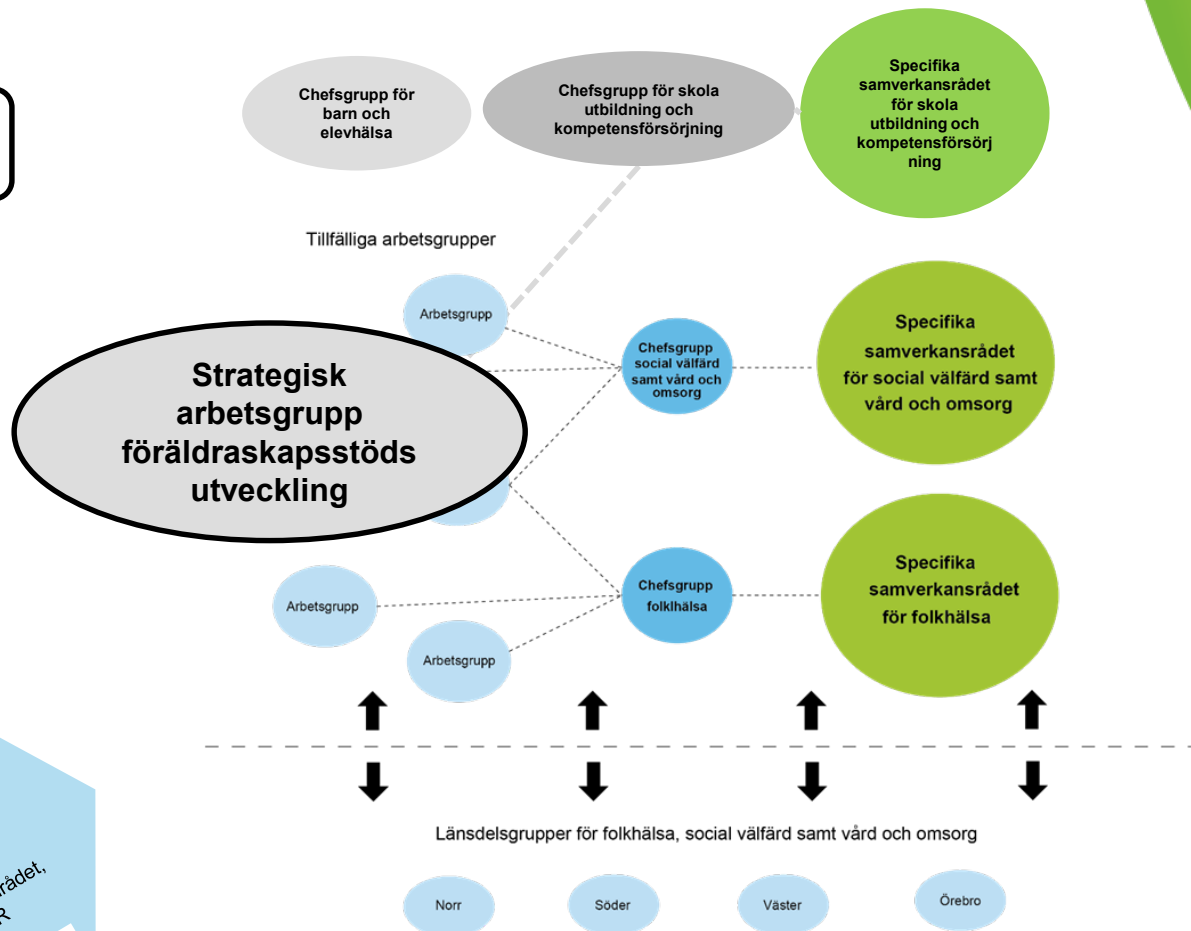 Chefsgrupp för
barn och
elevhälsa
Chefsgrupp för skola
utbildning och
kompetensförsörjning
Specifika
samverkansrådet
för skola
utbildning och
kompetensförsörj
ning
Tillfälliga arbetsgrupper
Arbetsgrupp
Chefsgrupp
social välfärd
samt vård och
omsorg
Specifika
samverkansrådet
för social välfärd samt
vård och omsorg
Strategisk
arbetsgrupp
föräldraskapsstöds
utveckling
Arbetsgrupp
Arbetsgrupp
Chefsgrupp
folklhälsa
Specifika
samverkansrådet
för folkhälsa
Länsdelsgrupper för folkhälsa, social välfärd samt vård och omsorg
Norr
Söder
Väster
Örebro
rådet,
R